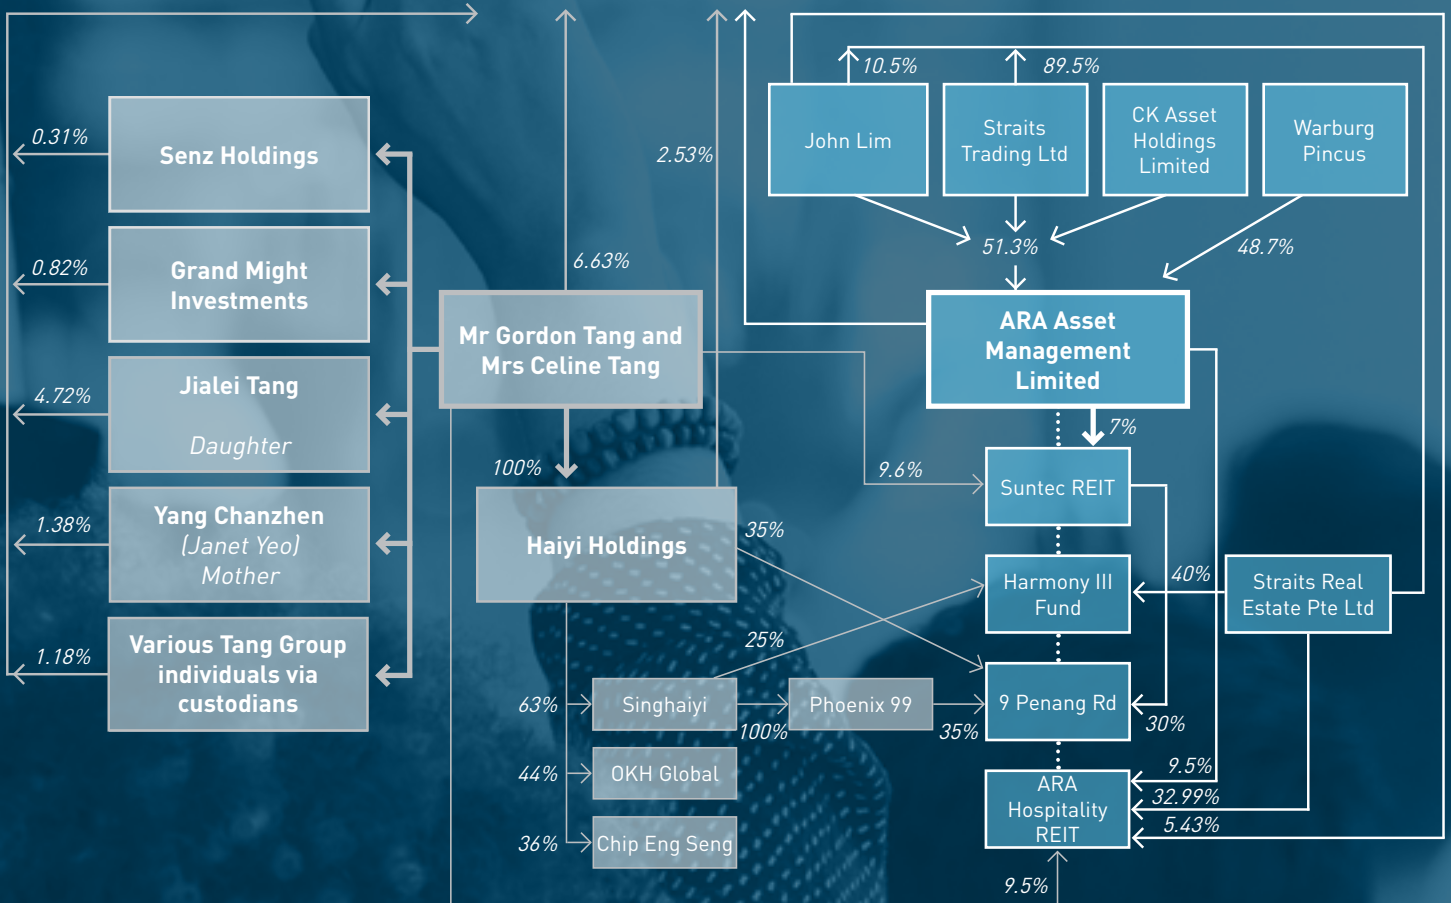 10.5%
89.5%
0.31%
Senz Holdings
2.53%
John Lim
Straits
Trading Ltd
CK Asset
Holdings
Limited
Warburg
Pincus
0.82%
Grand Might
Investments
6.63%
51.3%
48.7%
Mr Gordon Tang and
Mrs Celine Tang
ARA Asset
Management
Limited
4.72%
Jialei Tang
Daughter
100%
9.6%
7%
Suntec REIT
1.38%
Yang Chanzhen
(Janet Yeo)
Mother
Haiyi Holdings
35%
Harmony III
Fund
40%
Straits Real
Estate Pte Ltd
25%
1.18%
Various Tang Group
individuals via
custodians
63%
Singhaiyi
100%
Phoenix 99
35%
9 Penang Rd
30%
44%
OKH Global
9.5%
32.99%
5.43%
ARA
Hospitality
REIT
36%
Chip Eng Seng
9.5%